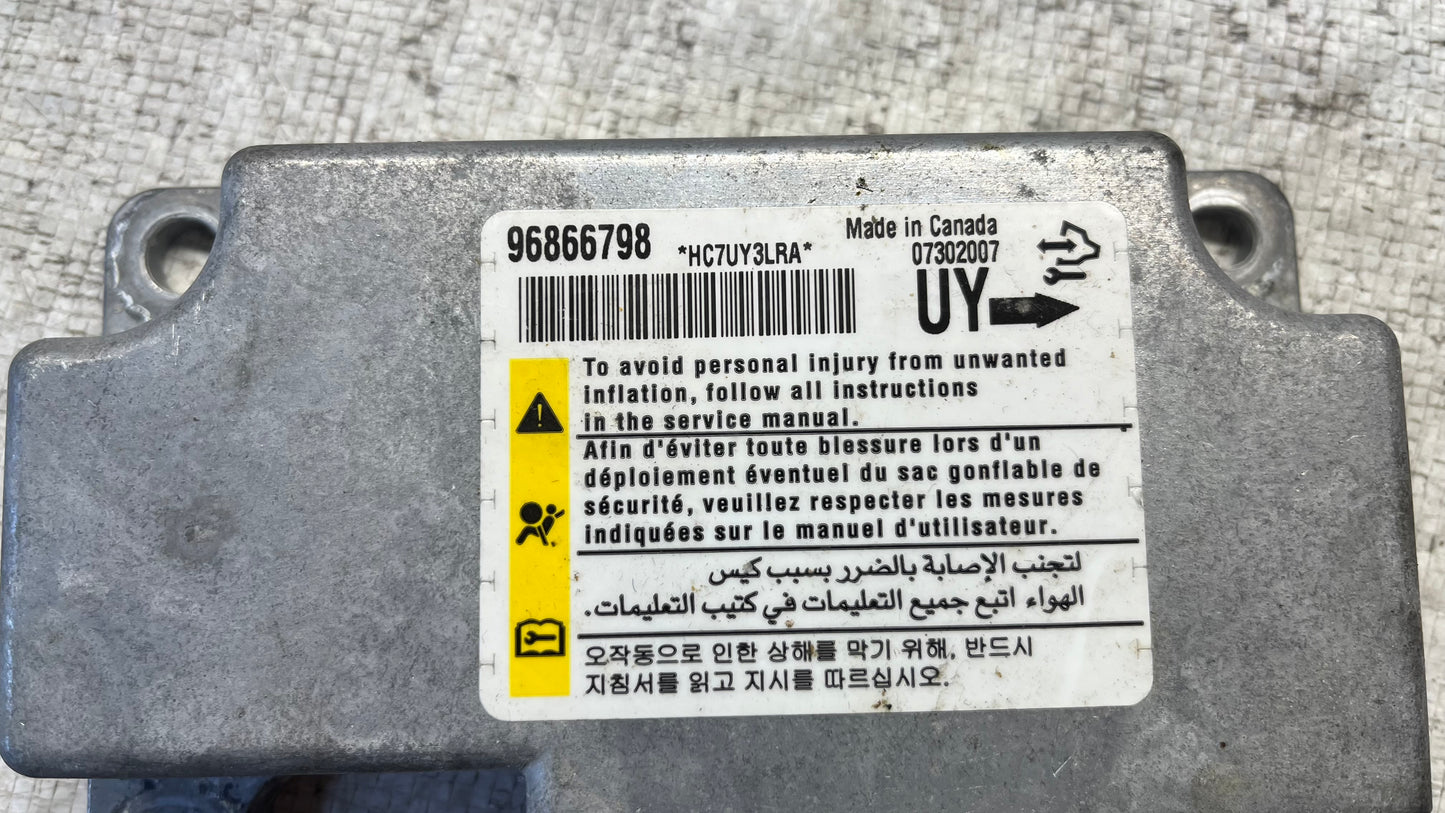 96866798
*HC7UY3LRA*
Made in Canada
07302007
UY
To avoid personal injury from unwanted
inflation, follow all instructions
in the service manual.
Afin d'éviter toute blessure lors d'un
déploiement éventuel du sac gonflable de
sécurité, veuillez respecter les mesures
indiquées sur le manuel d'utilisateur.
لتجنب الإصابة بالضرر بسبب كيس
الهواء اتبع جميع التعليمات في كتيب التعليمات.
오작동으로 인한 상해를 막기 위해, 반드시
지침서를 읽고 지시를 따르십시오.